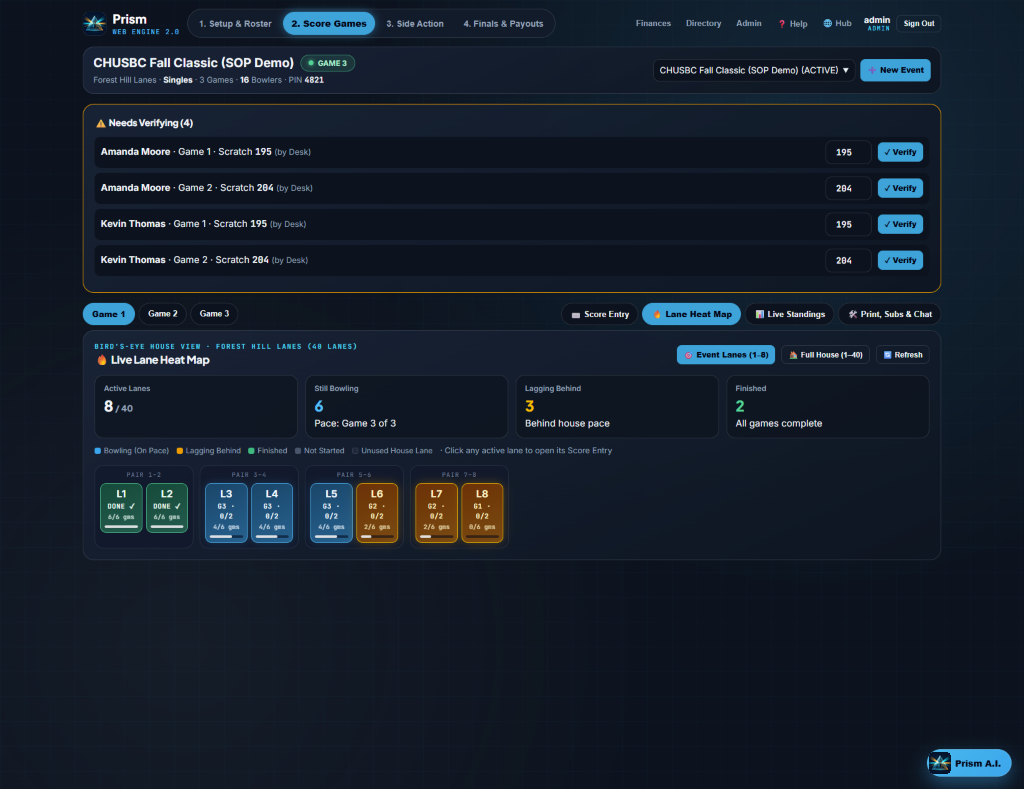 Prism
WEB ENGINE 2.0
1. Setup & Roster
2. Score Games
3. Side Action
4. Finals & Payouts
Finances
Directory
Admin
Help
Hub
admin
ADMIN
Sign Out
CHUSBC Fall Classic (SOP Demo)
GAME 3
Forest Hill Lanes · Singles · 3 Games · 16 Bowlers · PIN 4821
CHUSBC Fall Classic (SOP Demo) (ACTIVE) ▼
New Event
Needs Verifying (4)
Amanda Moore · Game 1 · Scratch 195 (by Desk)
195
✓ Verify
Amanda Moore · Game 2 · Scratch 204 (by Desk)
204
✓ Verify
Kevin Thomas · Game 1 · Scratch 195 (by Desk)
195
✓ Verify
Kevin Thomas · Game 2 · Scratch 204 (by Desk)
204
✓ Verify
Game 1
Game 2
Game 3
Score Entry
Lane Heat Map
Live Standings
Print, Subs & Chat
BIRD'S-EYE HOUSE VIEW · FOREST HILL LANES (40 LANES)
Live Lane Heat Map
Event Lanes (1–8)
Full House (1–40)
Refresh
Active Lanes
8 / 40
Still Bowling
6
Pace: Game 3 of 3
Lagging Behind
3
Behind house pace
Finished
2
All games complete
Bowling (On Pace)
Lagging Behind
Finished
Not Started
Unused House Lane
· Click any active lane to open its Score Entry
PAIR 1-2
L1
DONE ✓
6/6 gms
L2
DONE ✓
6/6 gms
PAIR 3-4
L3
G3 ·
0/2
4/6 gms
L4
G3 ·
0/2
4/6 gms
PAIR 5-6
L5
G3 ·
0/2
4/6 gms
L6
G2 ·
0/2
2/6 gms
PAIR 7-8
L7
G2 ·
0/2
2/6 gms
L8
G1 ·
0/2
0/6 gms
Prism A.I.